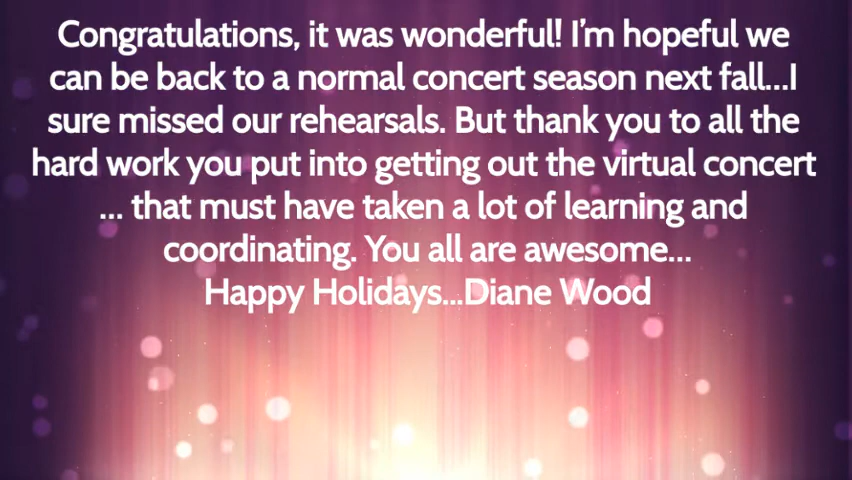 Congratulations, it was wonderful! I'm hopeful we
can be back to a normal concert season next fall...I
sure missed our rehearsals. But thank you to all the
hard work you put into getting out the virtual concert
... that must have taken a lot of learning and
coordinating. You all are awesome...
Happy Holidays...Diane Wood